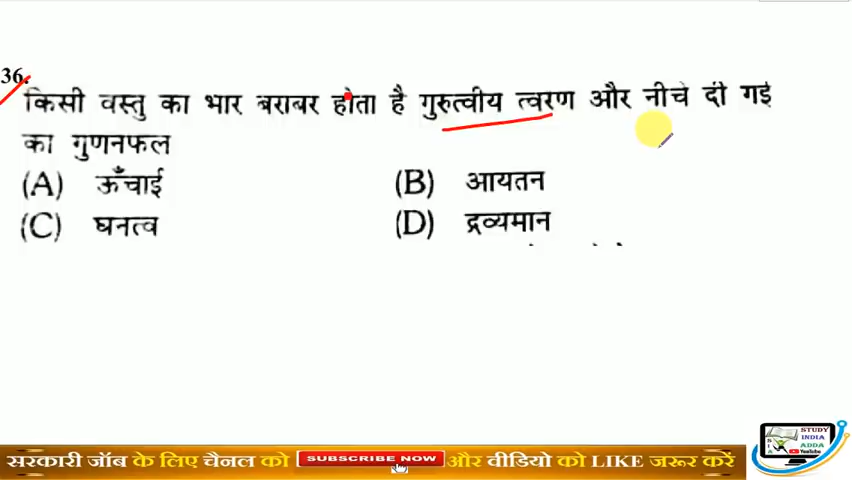 36.
किसी वस्तु का भार बराबर होता है गुरुत्वीय त्वरण और नीचे दी गई
का गुणनफल
(A) ऊँचाई (B) आयतन
(C) घनत्व (D) द्रव्यमान
STUDY
INDIA
ADDA
YouTube
सरकारी जॉब के लिए चैनल को SUBSCRIBE NOW और वीडियो को LIKE जरूर करें